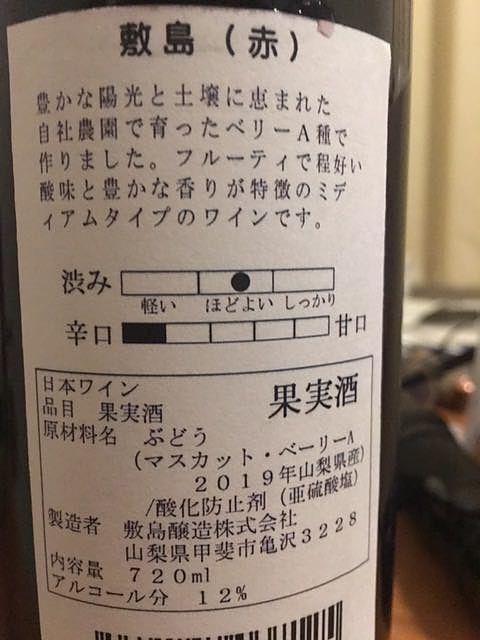 敷島（赤）
豊かな陽光と土壌に恵まれた
自社農園で育ったベリーA種で
作りました。フルーティで程好い
酸味と豊かな香りが特徴のミデ
ィアムタイプのワインです。
渋み
軽い ほどよい しっかり
辛口 甘口
日本ワイン
品目 果実酒 果実酒
原材料名 ぶどう
（マスカット・ベーリーA
２０１９年山梨県産）
/酸化防止剤（亜硫酸塩）
製造者 敷島醸造株式会社
山梨県甲斐市亀沢３２２８
内容量 ７２０ml
アルコール分 １２%